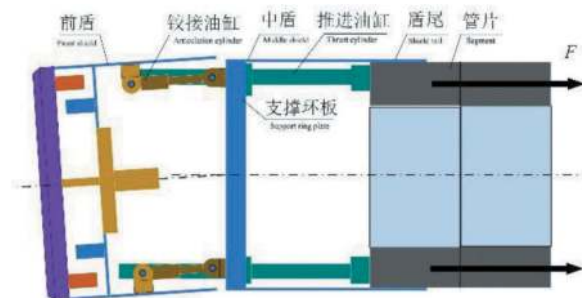 前盾
Front shield
铰接油缸
Articulation cylinder
中盾
Middle shield
推进油缸
Thrust cylinder
盾尾
Shield tail
管片
Segment
F
支撑环板
Support ring plate